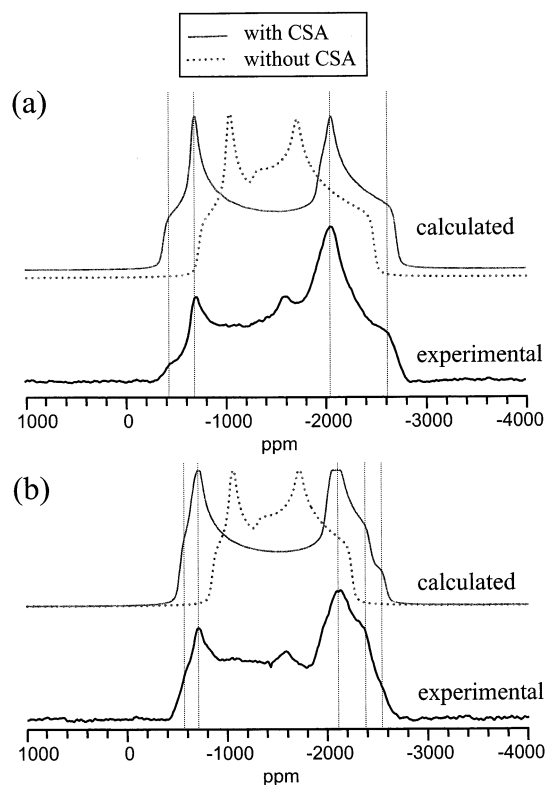 with CSA
without CSA
(a)
calculated
experimental
1000 0 -1000 -2000 -3000 -4000
ppm
(b)
calculated
experimental
1000 0 -1000 -2000 -3000 -4000
ppm